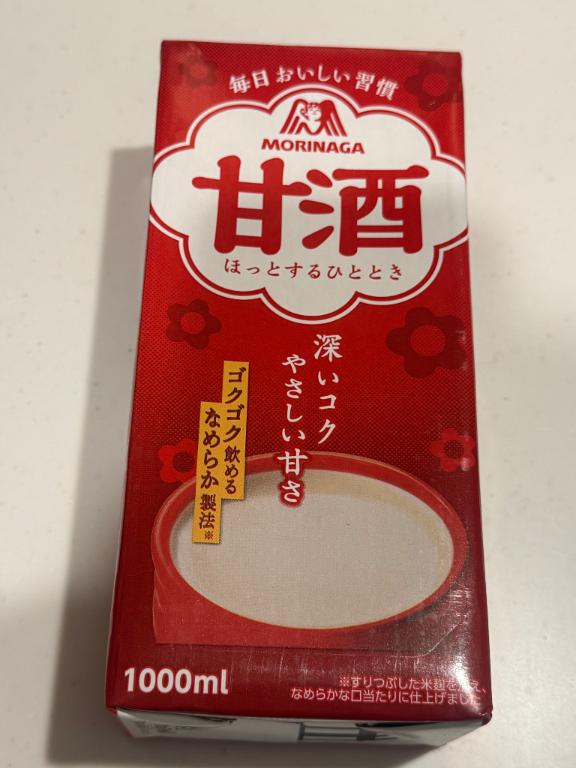 毎日おいしい習慣
MORINAGA
甘酒
ほっとするひととき
深いコク
やさしい甘さ
ゴクゴク飲める
なめらか製法※
1000ml
※すりつぶした米麹を加え、
なめらかな口当たりに仕上げました